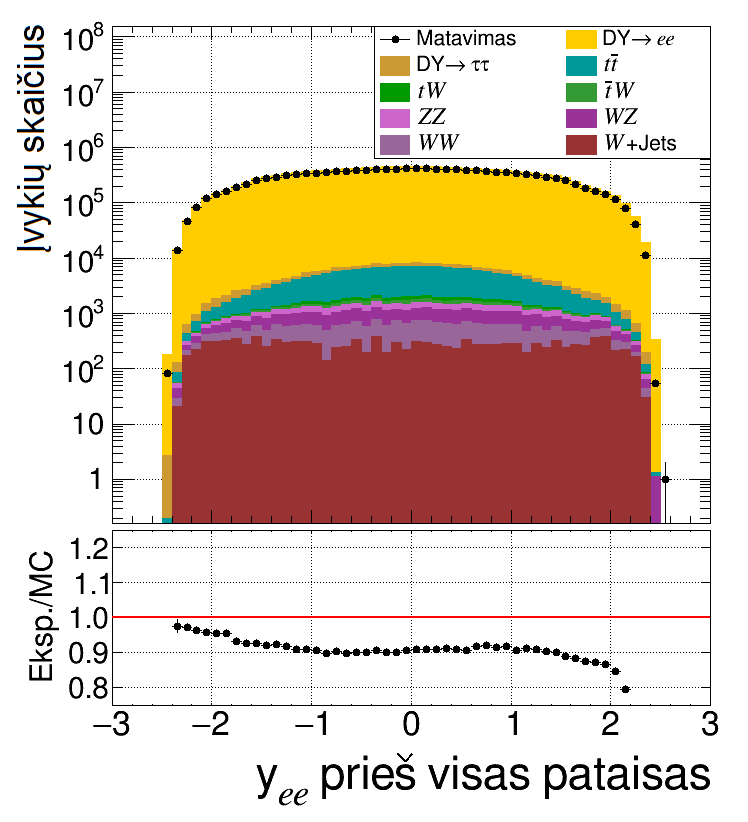 Įvykių skaičius
10⁸
10⁷
10⁶
10⁵
10⁴
10³
10²
10
1
Matavimas
DY→ ee
DY→ ττ
tt̄
tW
t̄W
ZZ
WZ
WW
W+Jets
Eksp./MC
1.2
1.1
1.0
0.9
0.8
−3
−2
−1
0
1
2
3
yₑₑ prieš visas pataisas